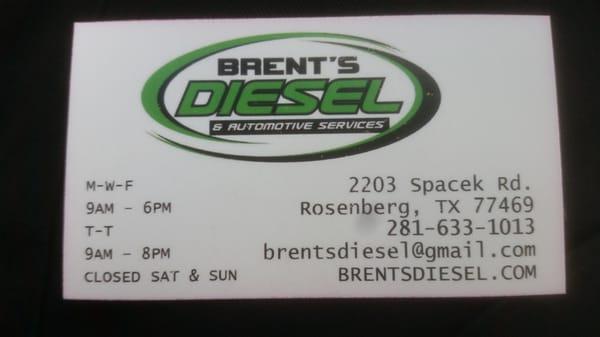 BRENT'S
DIESEL
& AUTOMOTIVE SERVICES
M-W-F
9AM - 6PM
T-T
9AM - 8PM
CLOSED SAT & SUN
2203 Spacek Rd.
Rosenberg, TX 77469
281-633-1013
brentsdiesel@gmail.com
BRENTSDIESEL.COM